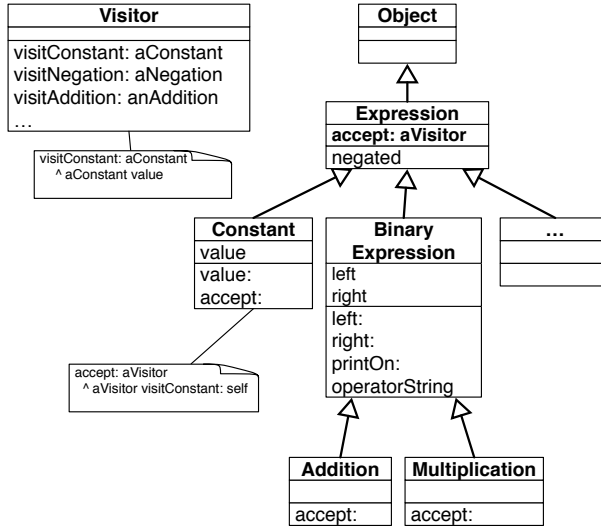 Visitor
visitConstant: aConstant
visitNegation: aNegation
visitAddition: anAddition
...
visitConstant: aConstant
^ aConstant value
Object
Expression
accept: aVisitor
negated
Constant
value
value:
accept:
accept: aVisitor
^ aVisitor visitConstant: self
Binary
Expression
left
right
left:
right:
printOn:
operatorString
...
Addition
accept:
Multiplication
accept: